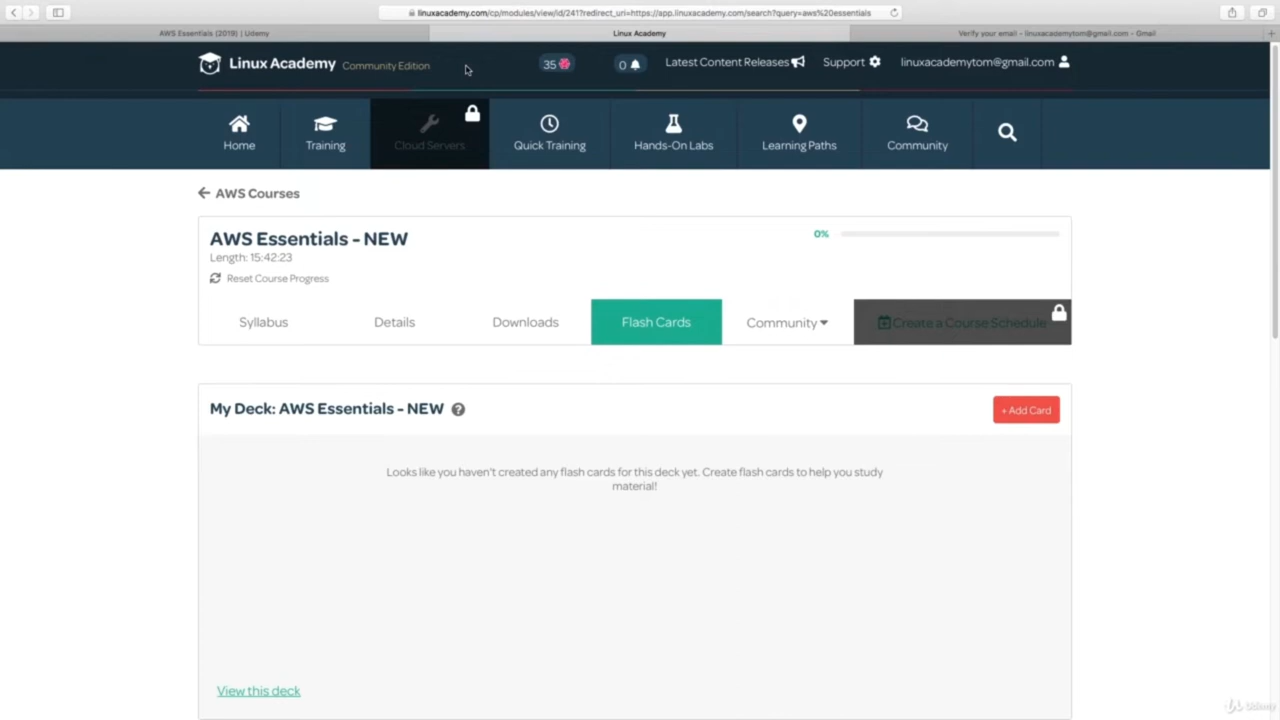 linuxacademy.com/cp/modules/view/id/241?redirect_uri=https://app.linuxacademy.com/search?query=aws%20essentials
AWS Essentials (2019) | Udemy
Linux Academy
Verify your email - linuxacademytom@gmail.com - Gmail
Linux Academy Community Edition
35
0
Latest Content Releases
Support
linuxacademytom@gmail.com
Home
Training
Cloud Servers
Quick Training
Hands-On Labs
Learning Paths
Community
AWS Courses
AWS Essentials - NEW
0%
Length: 15:42:23
Reset Course Progress
Syllabus
Details
Downloads
Flash Cards
Community
Create a Course Schedule
My Deck: AWS Essentials - NEW ?
+ Add Card
Looks like you haven't created any flash cards for this deck yet. Create flash cards to help you study
material!
View this deck
Udemy